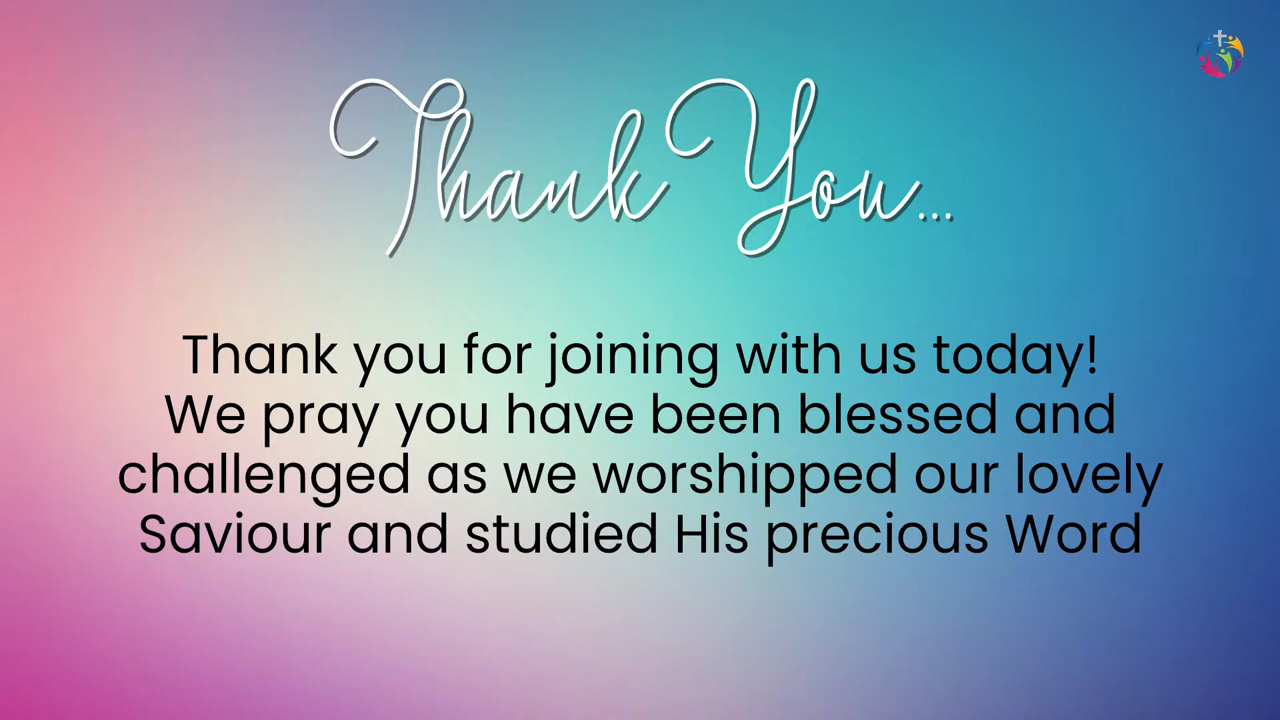 Thank You...
Thank you for joining with us today!
We pray you have been blessed and
challenged as we worshipped our lovely
Saviour and studied His precious Word